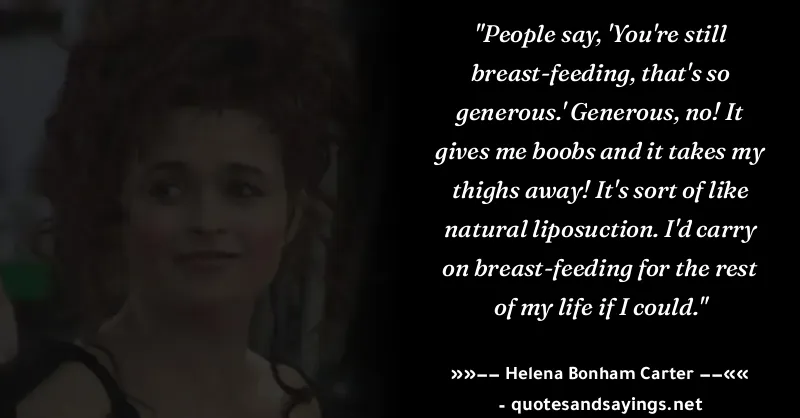 "People say, 'You're still
breast-feeding, that's so
generous.' Generous, no! It
gives me boobs and it takes my
thighs away! It's sort of like
natural liposuction. I'd carry
on breast-feeding for the rest
of my life if I could."
»»−− Helena Bonham Carter −−««
- quotesandsayings.net